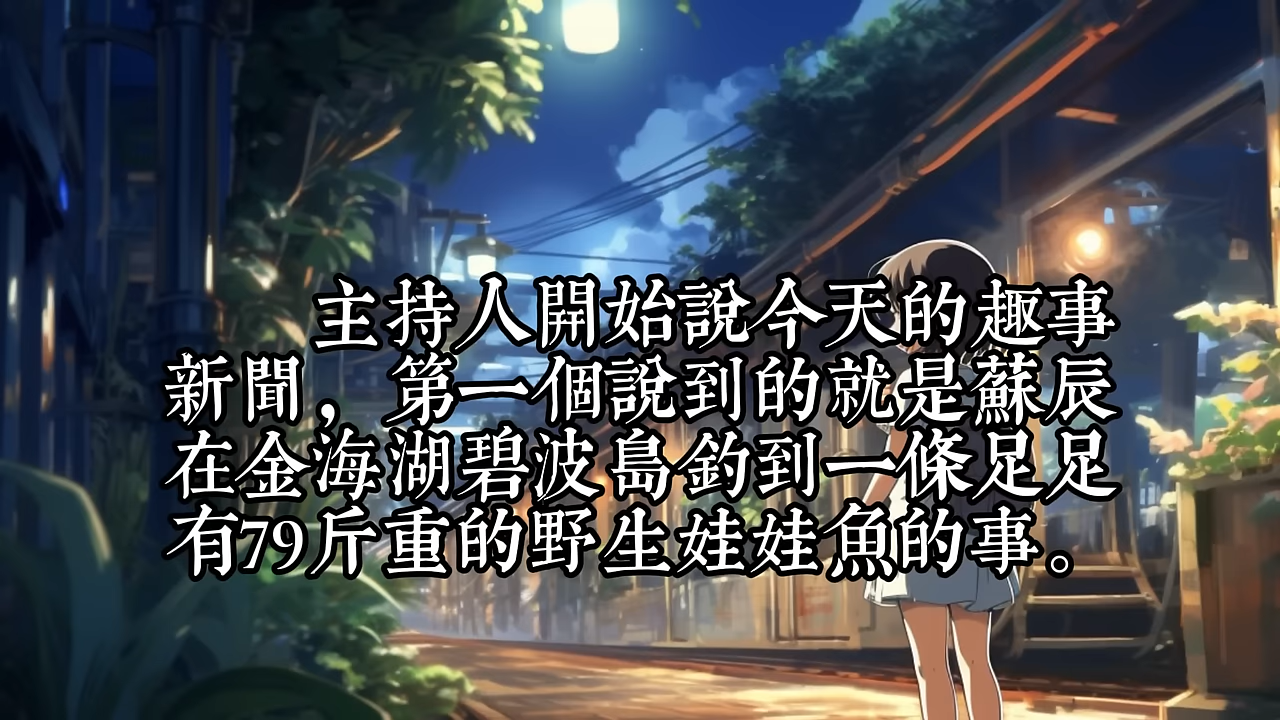 主持人開始說今天的趣事
新聞，第一個說到的就是蘇辰
在金海湖碧波島釣到一條足足
有79斤重的野生娃娃魚的事。